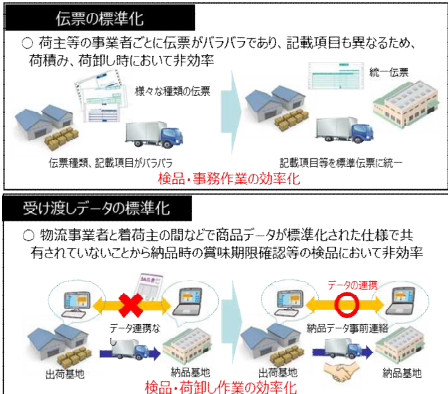 伝票の標準化
○ 荷主等の事業者ごとに伝票がバラバラであり、記載項目も異なるため、
荷積み、荷卸し時において非効率
様々な種類の伝票
統一伝票
伝票種類、記載項目がバラバラ
記載項目等を標準伝票に統一
検品・事務作業の効率化
受け渡しデータの標準化
○ 物流事業者と着荷主の間などで商品データが標準化された仕様で共
有されていないことから納品時の賞味期限確認等の検品において非効率
データの連携
データ連携な
納品データ事前連絡
出荷基地
納品基地
出荷基地
納品基地
検品・荷卸し作業の効率化